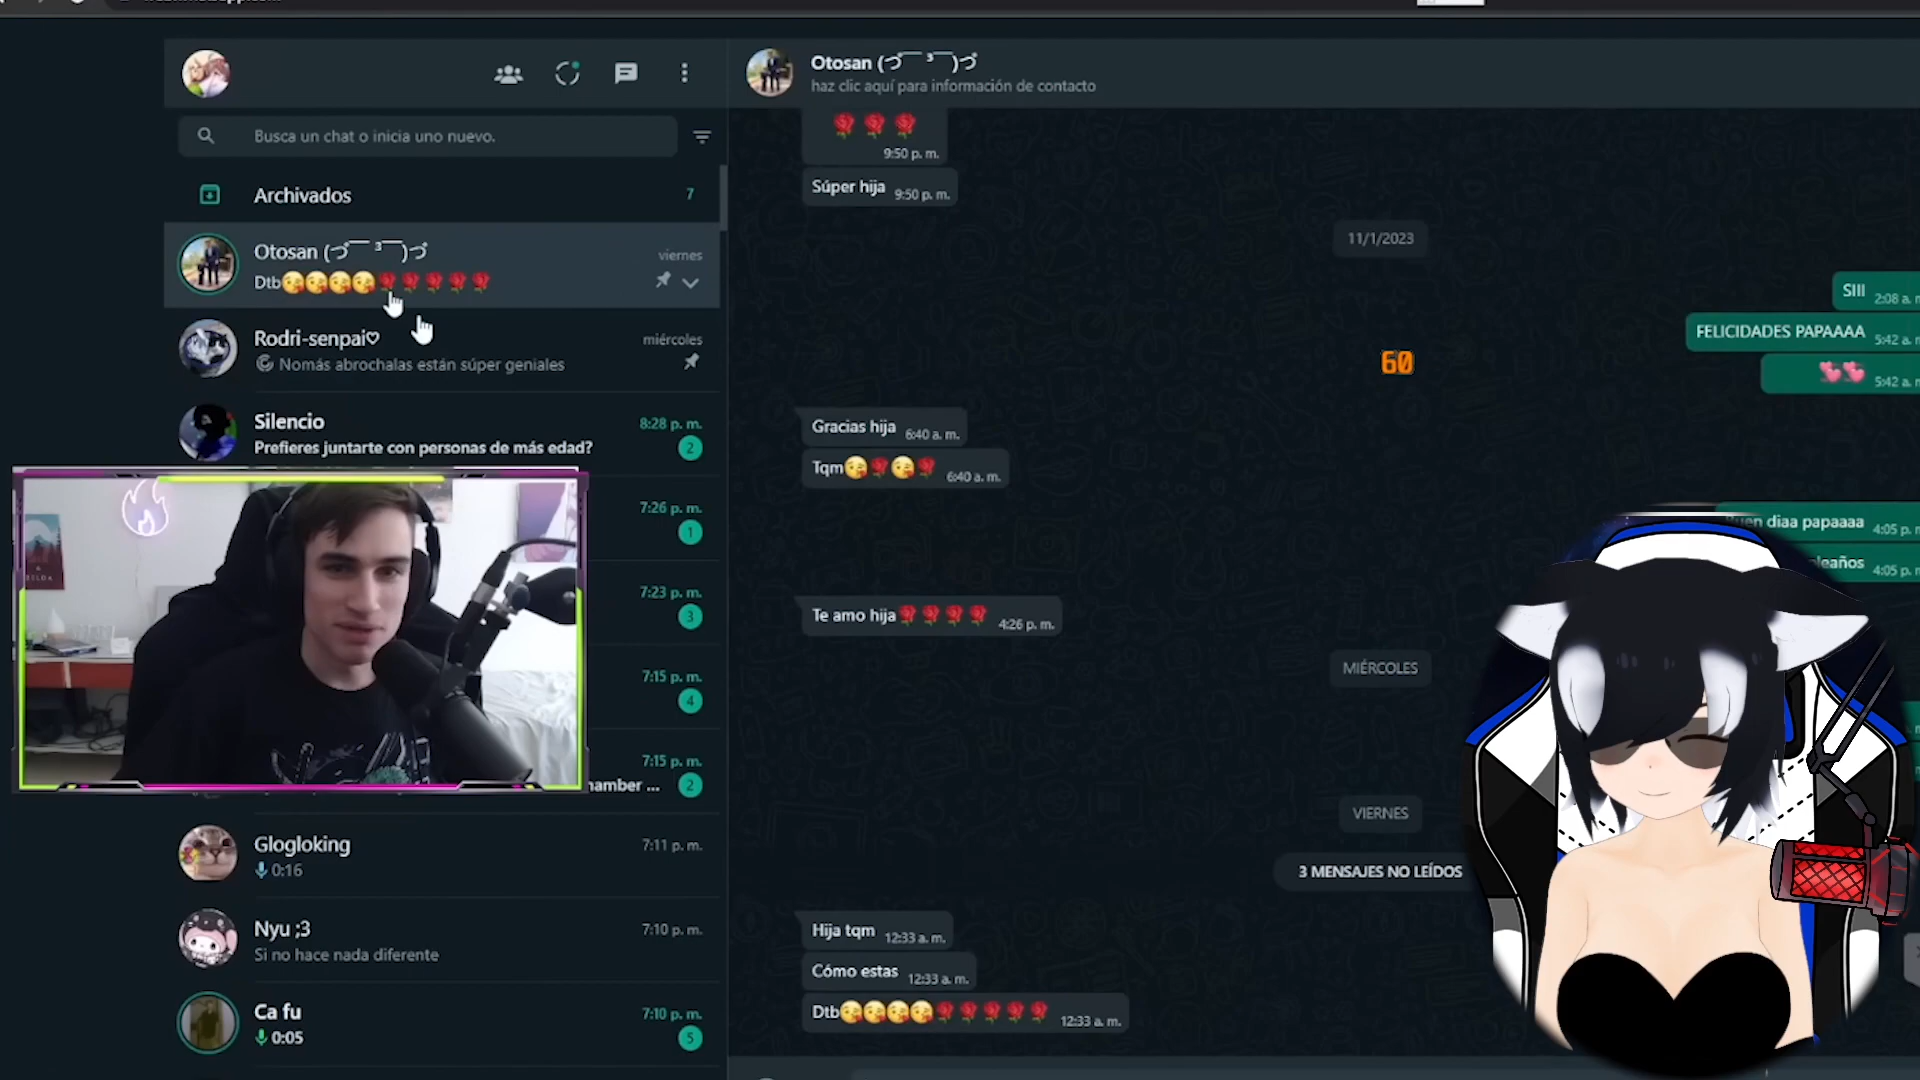 Busca un chat o inicia uno nuevo.
Archivados
7
Otosan (づ￣ ³￣)づ
viernes
Dtb😘😘😘😘🌹🌹🌹🌹🌹
Rodri-senpai♡
miércoles
Nomás abrochalas están súper geniales
Silencio
8:28 p. m.
Prefieres juntarte con personas de más edad?
2
7:26 p. m.
1
7:23 p. m.
3
7:15 p. m.
4
7:15 p. m.
hamber ...
2
Glogloking
7:11 p. m.
0:16
Nyu ;3
7:10 p. m.
Si no hace nada diferente
Ca fu
7:10 p. m.
0:05
5
Otosan (づ￣ ³￣)づ
haz clic aquí para información de contacto
🌹🌹🌹
9:50 p. m.
Súper hija 9:50 p. m.
11/1/2023
SIII 2:08 a.
FELICIDADES PAPAAAA 5:42 a.
60
💕💕 5:42 a.
Gracias hija 6:40 a. m.
Tqm😘🌹😘🌹 6:40 a. m.
diaa papaaaa 4:05 p.
leaños 4:05 p.
Te amo hija🌹🌹🌹🌹 4:26 p. m.
MIÉRCOLES
VIERNES
3 MENSAJES NO LEÍDOS
Hija tqm 12:33 a. m.
Cómo estas 12:33 a. m.
Dtb😘😘😘😘🌹🌹🌹🌹🌹 12:33 a. m.